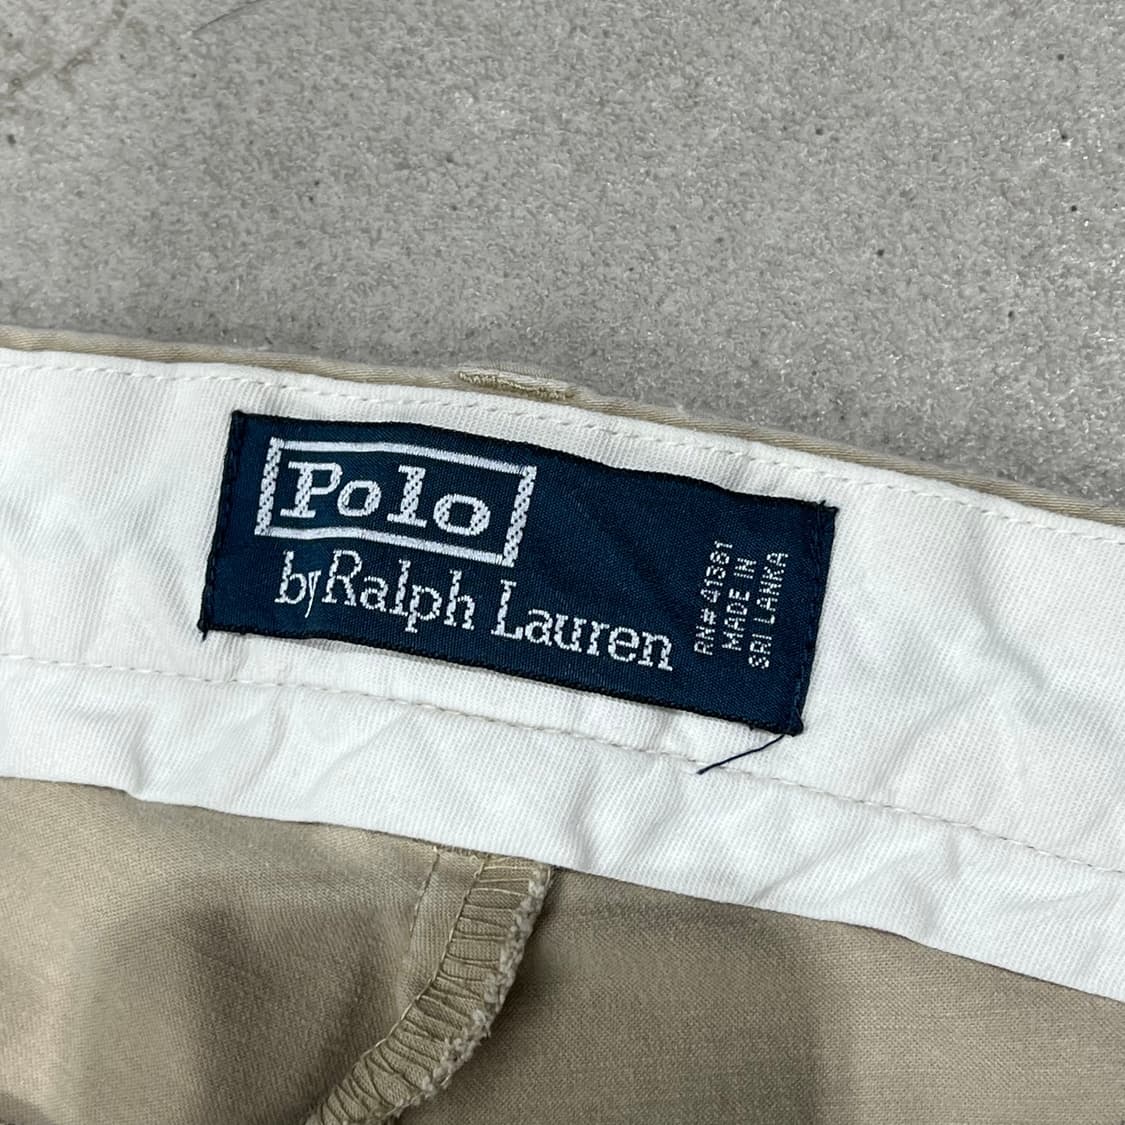 Polo
by Ralph Lauren
RN# 41381
MADE IN
SRI LANKA